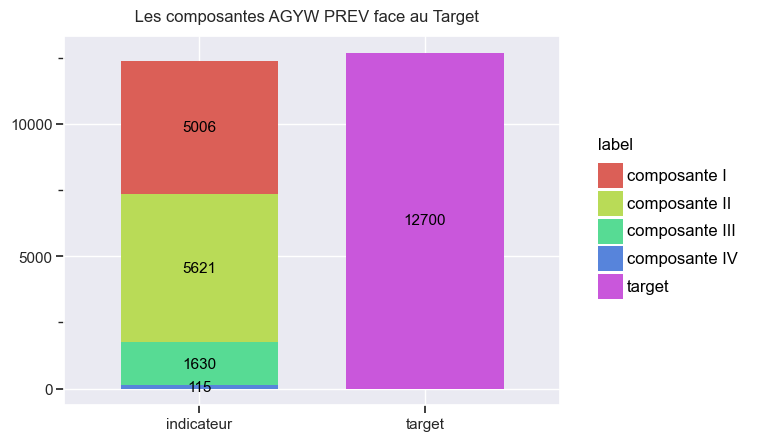 Les composantes AGYW PREV face au Target
10000
5000
0
5006
5621
1630
115
12700
indicateur
target
label
composante I
composante II
composante III
composante IV
target